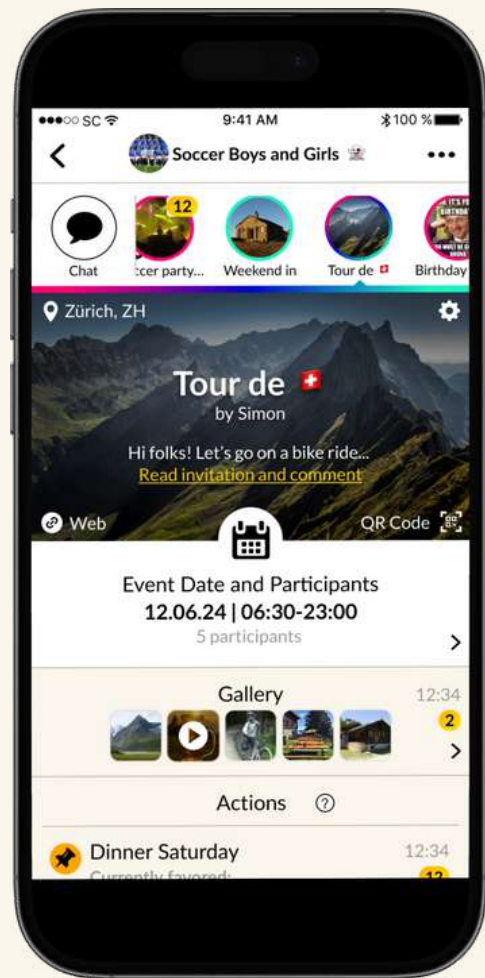 SC
9:41 AM
100 %
Soccer Boys and Girls
12
Chat
:cer party...
Weekend in
Tour de
Birthday
Zürich, ZH
Tour de
by Simon
Hi folks! Let's go on a bike ride...
Read invitation and comment
Web
QR Code
Event Date and Participants
12.06.24 | 06:30-23:00
5 participants
Gallery
12:34
2
Actions
?
Dinner Saturday
12:34
Currently favored:
12